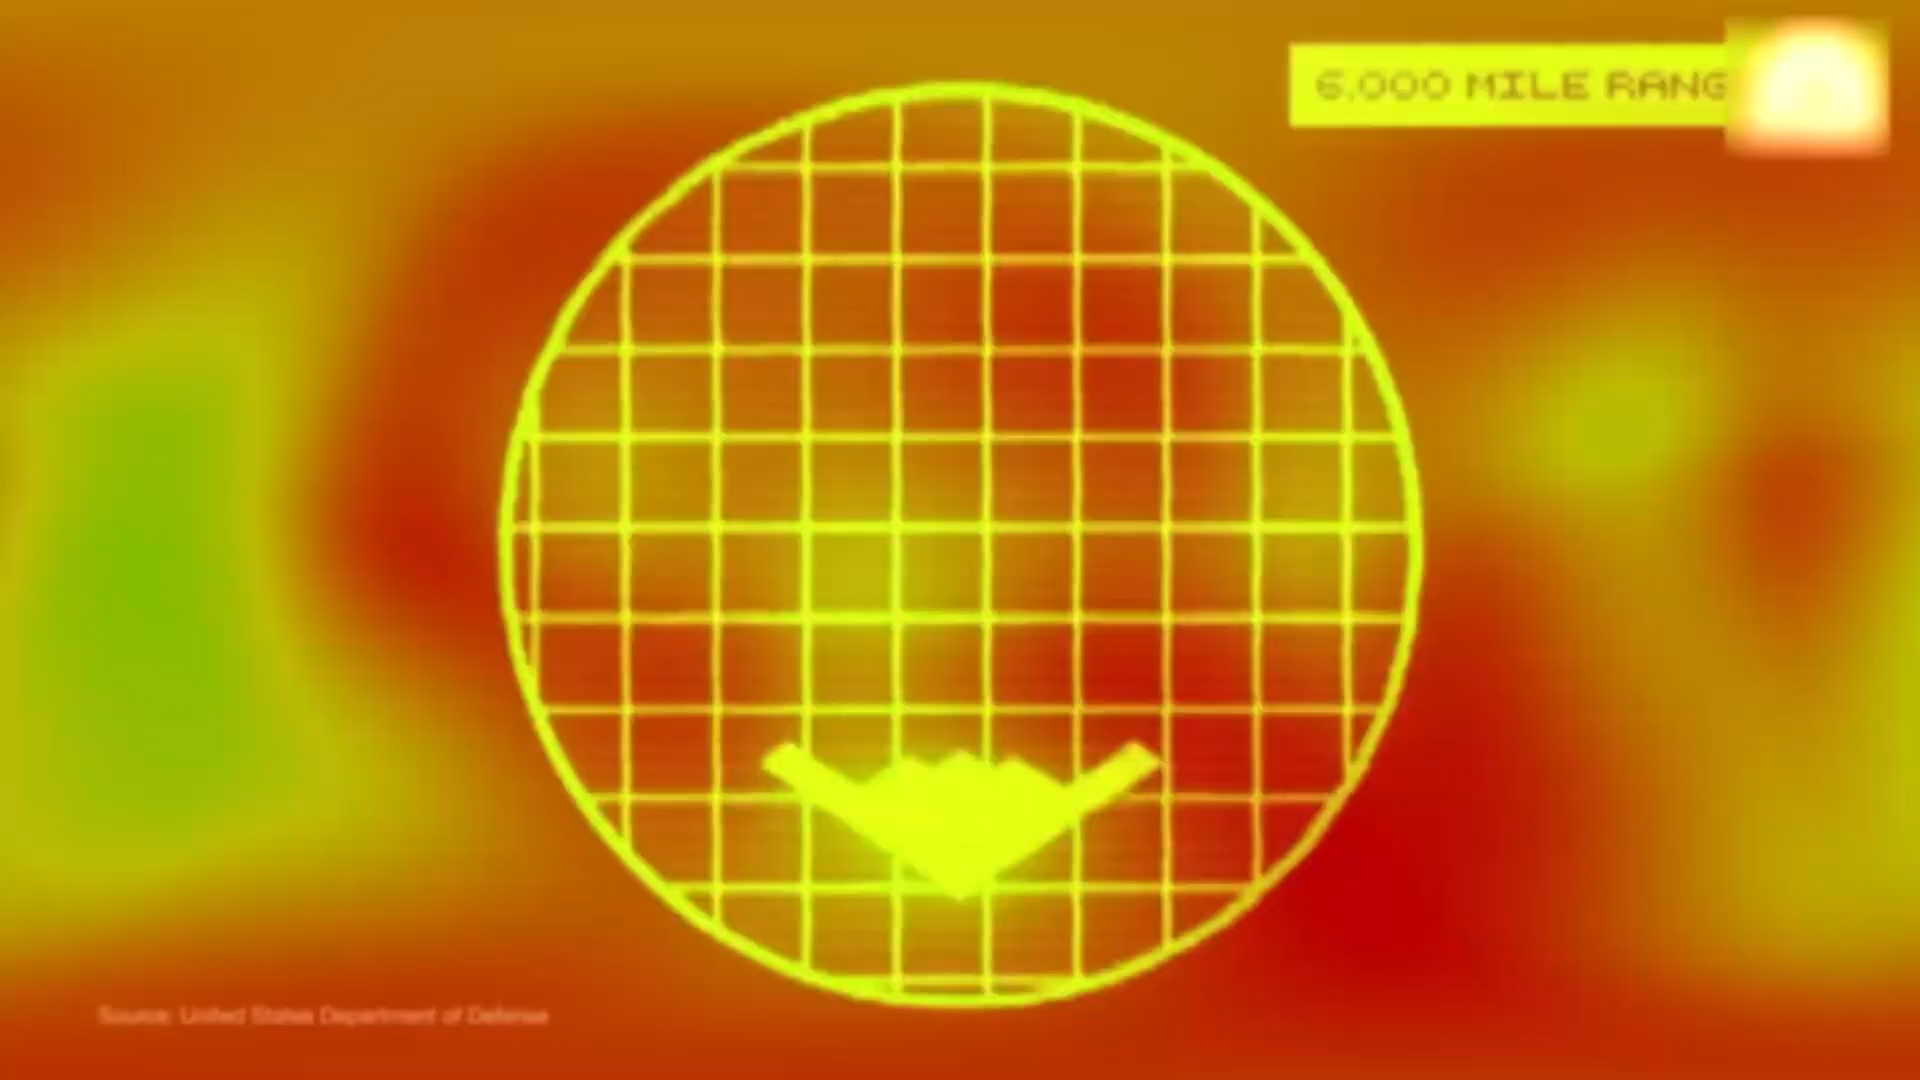 6,000 MILE RANG
Source: United States Department of Defense